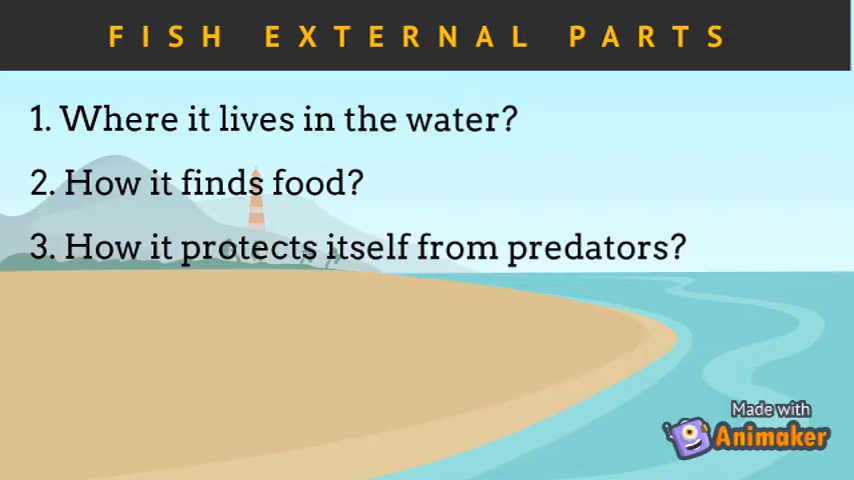 FISH EXTERNAL PARTS
1. Where it lives in the water?
2. How it finds food?
3. How it protects itself from predators?
Made with
Animaker